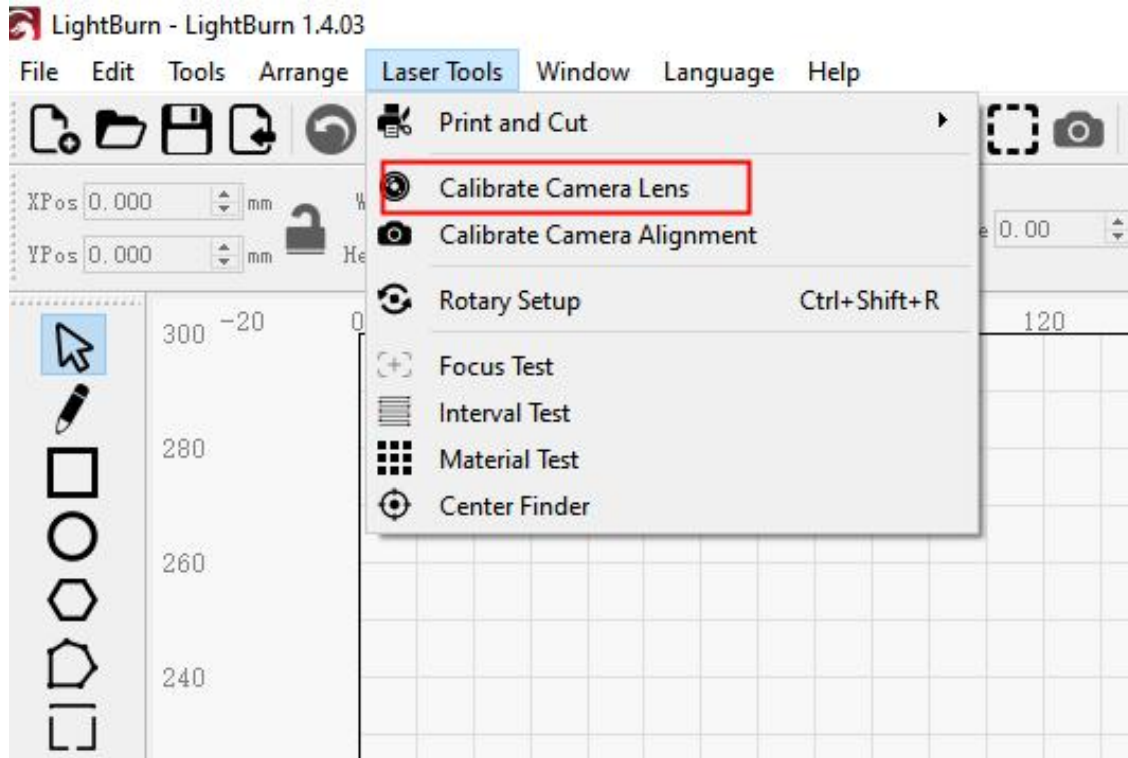 LightBurn - LightBurn 1.4.03
File Edit Tools Arrange Laser Tools Window Language Help
Print and Cut
XPos 0.000 mm
Calibrate Camera Lens
0.00
YPos 0.000 mm
Calibrate Camera Alignment
Rotary Setup Ctrl+Shift+R
300 -20 0 120
Focus Test
Interval Test
280
Material Test
Center Finder
260
240